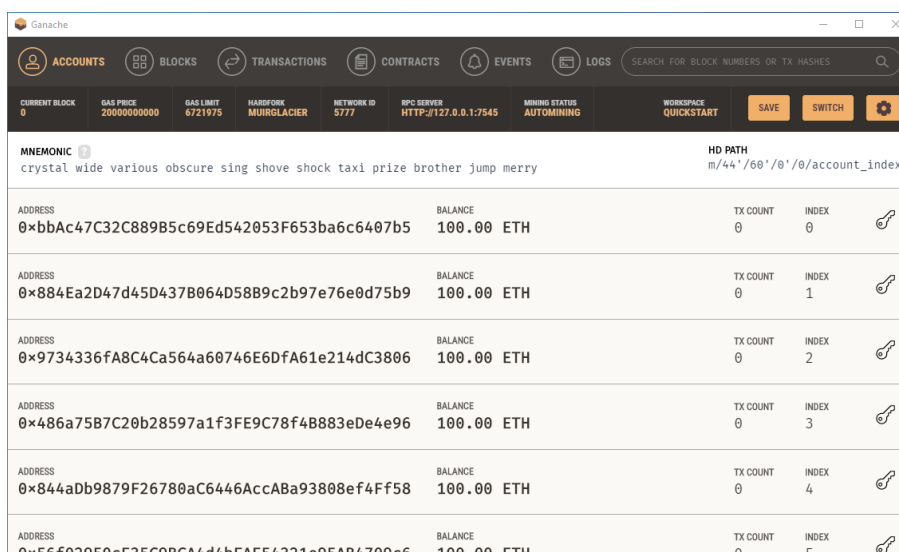 Ganache
ACCOUNTS BLOCKS TRANSACTIONS CONTRACTS EVENTS LOGS SEARCH FOR BLOCK NUMBERS OR TX HASHES
CURRENT BLOCK GAS PRICE GAS LIMIT HARDFORK NETWORK ID RPC SERVER MINING STATUS WORKSPACE
0 20000000000 6721975 MUIRGLACIER 5777 HTTP://127.0.0.1:7545 AUTOMINING QUICKSTART SAVE SWITCH
MNEMONIC ? HD PATH
crystal wide various obscure sing shove shock taxi prize brother jump merry m/44'/60'/0'/0/account_index
ADDRESS BALANCE TX COUNT INDEX
0×bbAc47C32C889B5c69Ed542053F653ba6c6407b5 100.00 ETH 0 0
ADDRESS BALANCE TX COUNT INDEX
0×884Ea2D47d45D437B064D58B9c2b97e76e0d75b9 100.00 ETH 0 1
ADDRESS BALANCE TX COUNT INDEX
0×9734336fA8C4Ca564a60746E6DfA61e214dC3806 100.00 ETH 0 2
ADDRESS BALANCE TX COUNT INDEX
0×486a75B7C20b28597a1f3FE9C78f4B883eDe4e96 100.00 ETH 0 3
ADDRESS BALANCE TX COUNT INDEX
0×844aDb9879F26780aC6446AccABa93808ef4Ff58 100.00 ETH 0 4
ADDRESS BALANCE TX COUNT INDEX
100.00 ETH 0 5